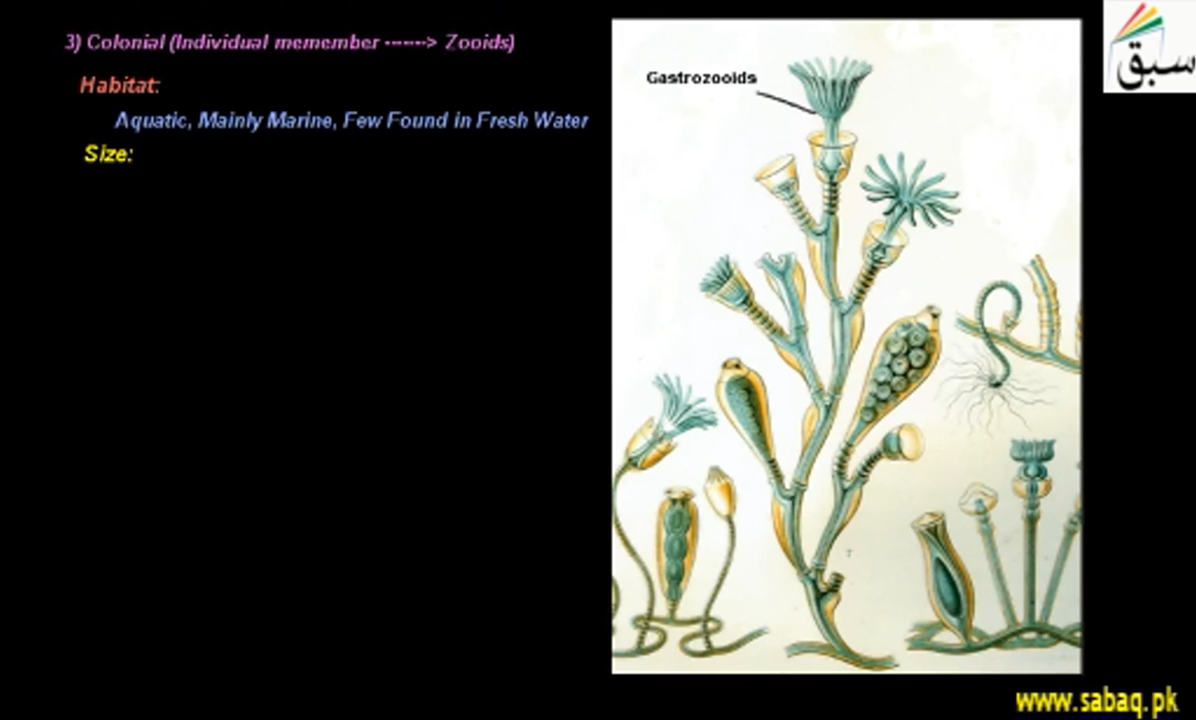 3) Colonial (Individual memember ------> Zooids)
Habitat:
Aquatic, Mainly Marine, Few Found in Fresh Water
Size:
Gastrozooids
سبق
www.sabaq.pk